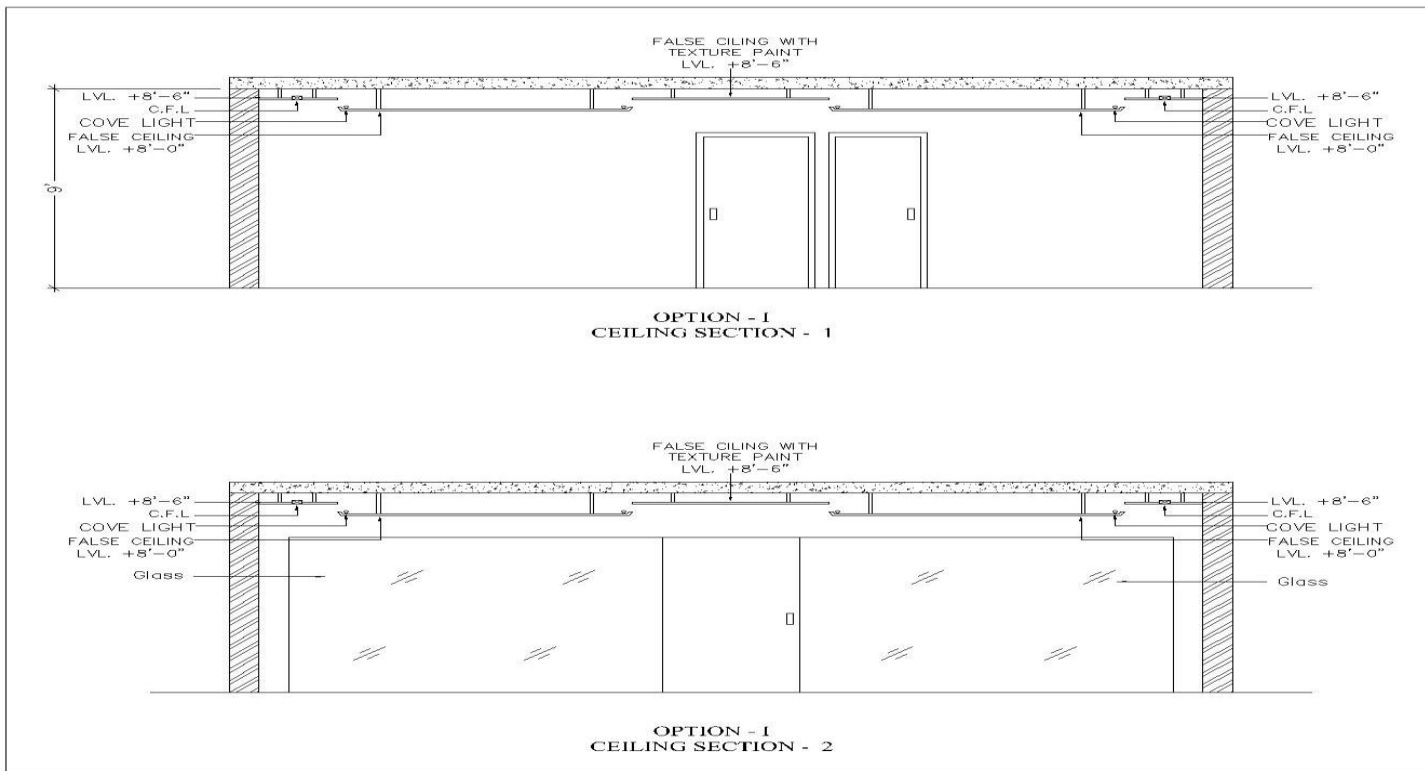 FALSE CILING WITH
TEXTURE PAINT
LVL. +8'-6"
LVL. +8'-6"
C.F.L
COVE LIGHT
FALSE CEILING
LVL. +8'-0"
LVL. +8'-6"
C.F.L
COVE LIGHT
FALSE CEILING
LVL. +8'-0"
9'
OPTION - I
CEILING SECTION - 1
FALSE CILING WITH
TEXTURE PAINT
LVL. +8'-6"
LVL. +8'-6"
C.F.L
COVE LIGHT
FALSE CEILING
LVL. +8'-0"
Glass
LVL. +8'-6"
C.F.L
COVE LIGHT
FALSE CEILING
LVL. +8'-0"
Glass
OPTION - I
CEILING SECTION - 2